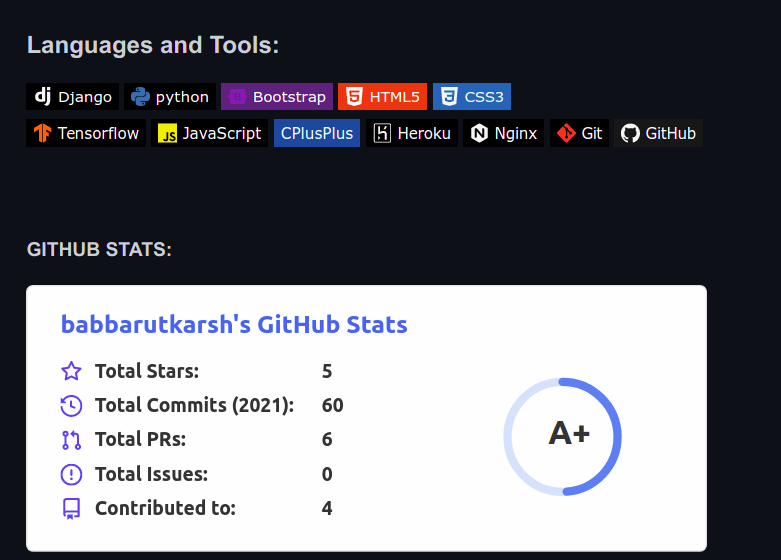 Languages and Tools:
dj Django python Bootstrap HTML5 CSS3
Tensorflow JS JavaScript CPlusPlus Heroku Nginx Git GitHub
GITHUB STATS:
babbarutkarsh's GitHub Stats
Total Stars: 5
Total Commits (2021): 60
Total PRs: 6
Total Issues: 0
Contributed to: 4
A+